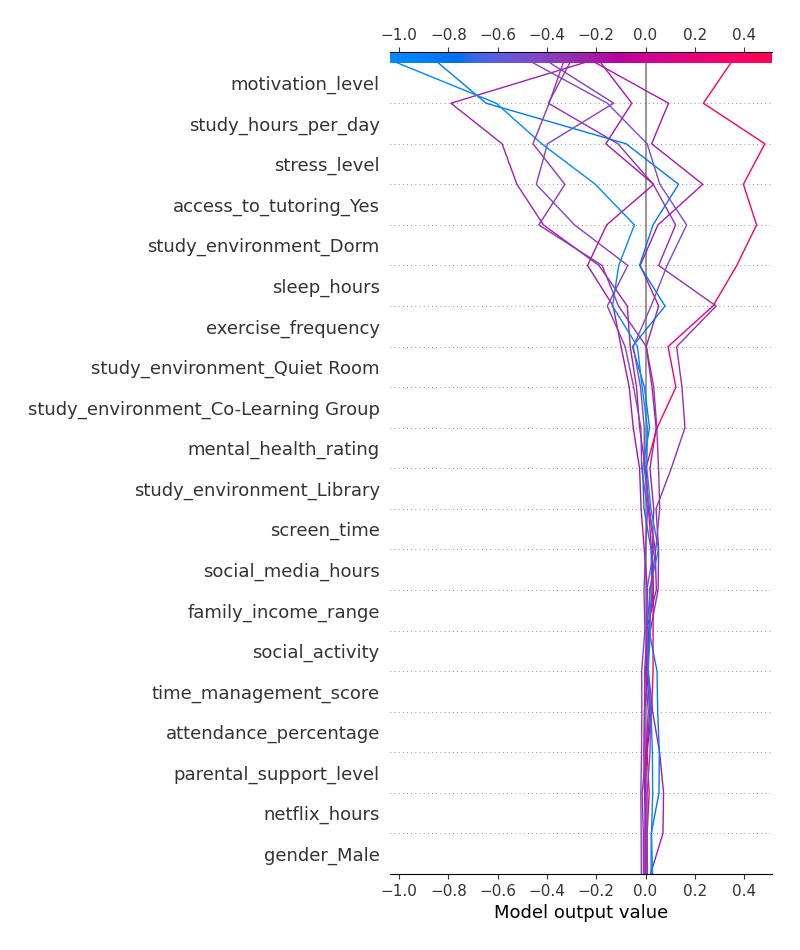 −1.0 −0.8 −0.6 −0.4 −0.2 0.0 0.2 0.4
motivation_level
study_hours_per_day
stress_level
access_to_tutoring_Yes
study_environment_Dorm
sleep_hours
exercise_frequency
study_environment_Quiet Room
study_environment_Co-Learning Group
mental_health_rating
study_environment_Library
screen_time
social_media_hours
family_income_range
social_activity
time_management_score
attendance_percentage
parental_support_level
netflix_hours
gender_Male
−1.0 −0.8 −0.6 −0.4 −0.2 0.0 0.2 0.4
Model output value